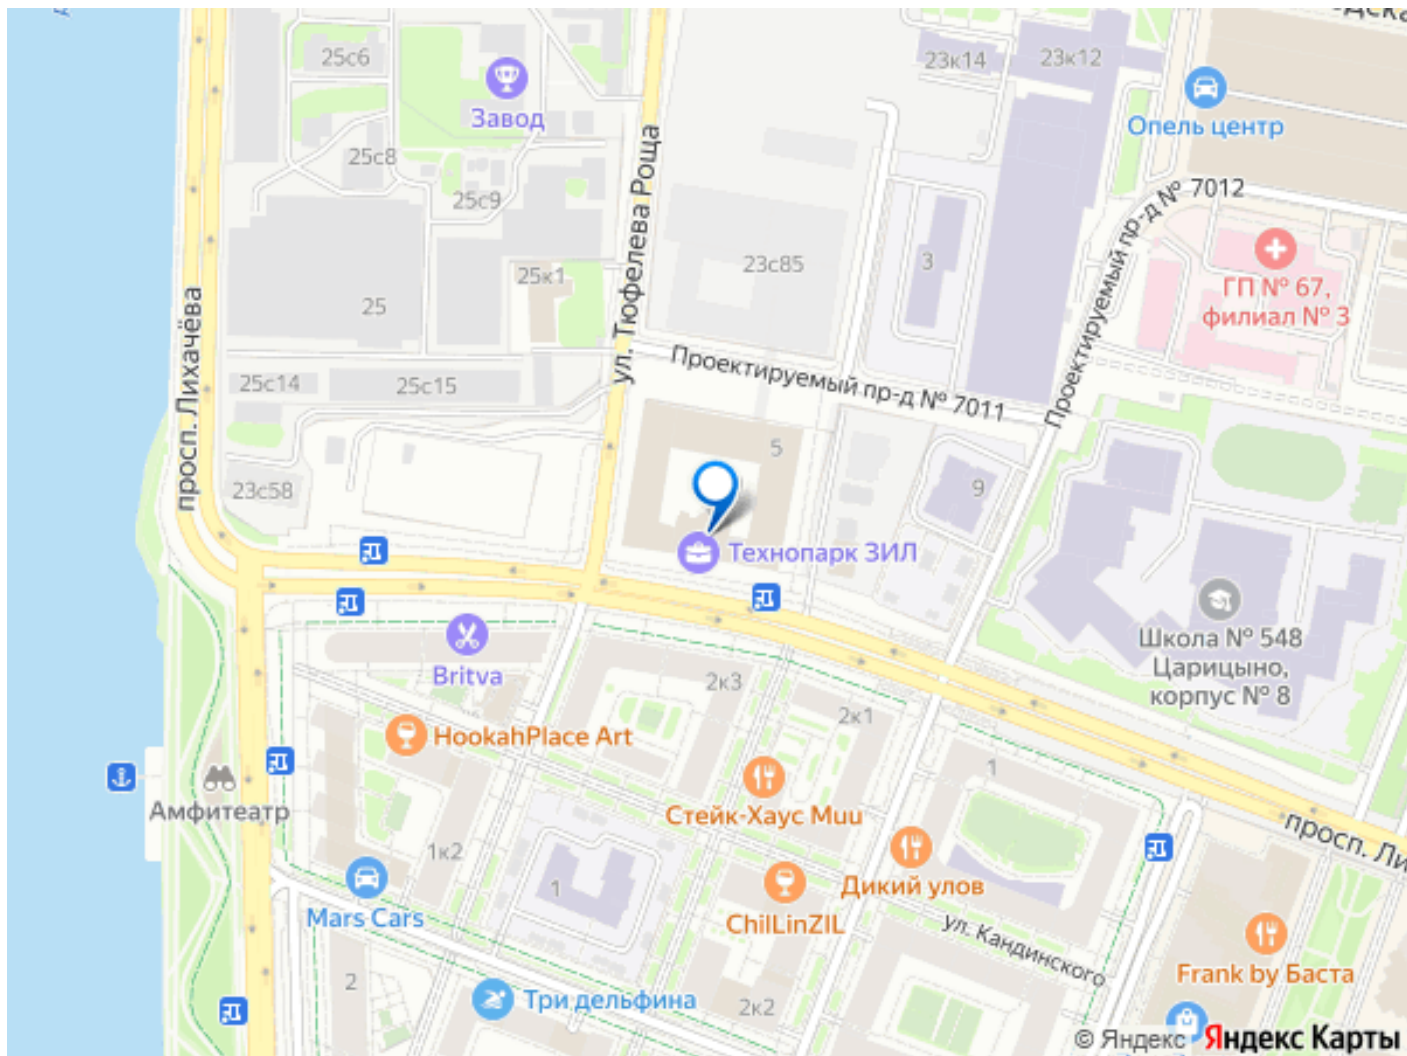 25с6
23к14
23к12
Завод
Опель центр
25с8
25с9
ул. Тюфелева Роща
Проектируемый пр-д № 7012
23с85
3
25к1
25
ГП № 67,
филиал № 3
просп. Лихачёва
Проектируемый пр-д № 7011
25с14
25с15
5
9
23с58
Технопарк ЗИЛ
Школа № 548
Царицыно,
корпус № 8
Britva
2к3
2к1
HookahPlace Art
1
Амфитеатр
Стейк-Хаус Muu
просп. Ли
1к2
1
Дикий улов
Mars Cars
ChilLinZIL
ул. Кандинского
Frank by Баста
2
Три дельфина
2к2
© Яндекс Яндекс Карты